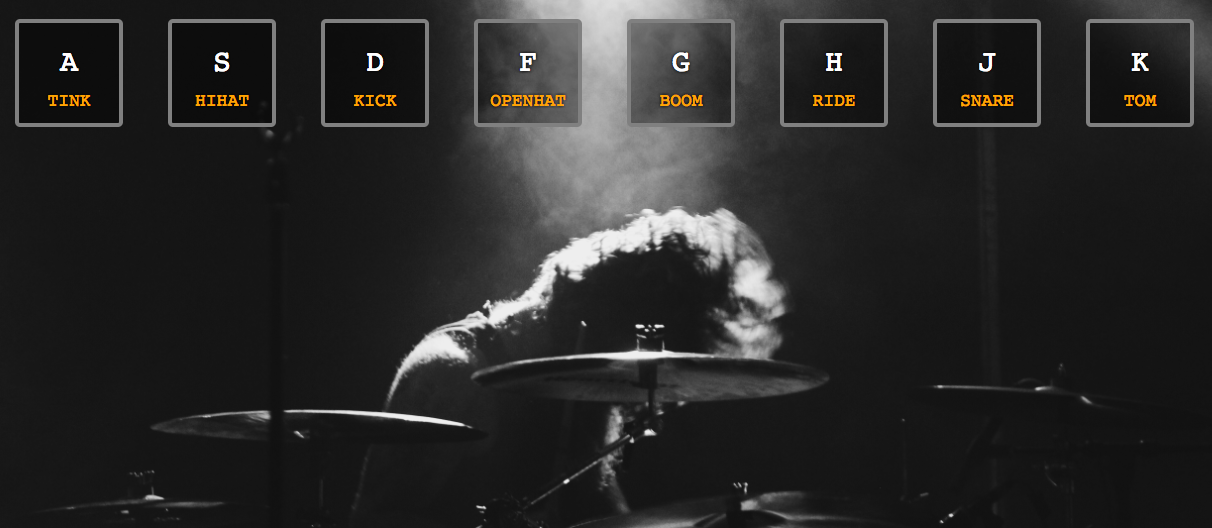 A S D F G H J K
TINK HIHAT KICK OPENHAT BOOM RIDE SNARE TOM